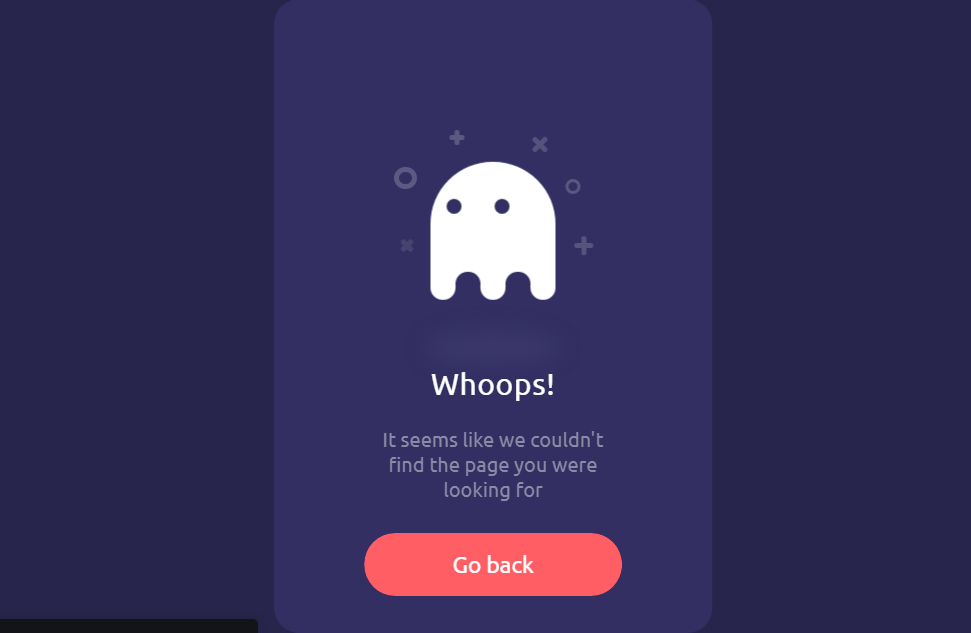 Whoops!
It seems like we couldn't
find the page you were
looking for
Go back